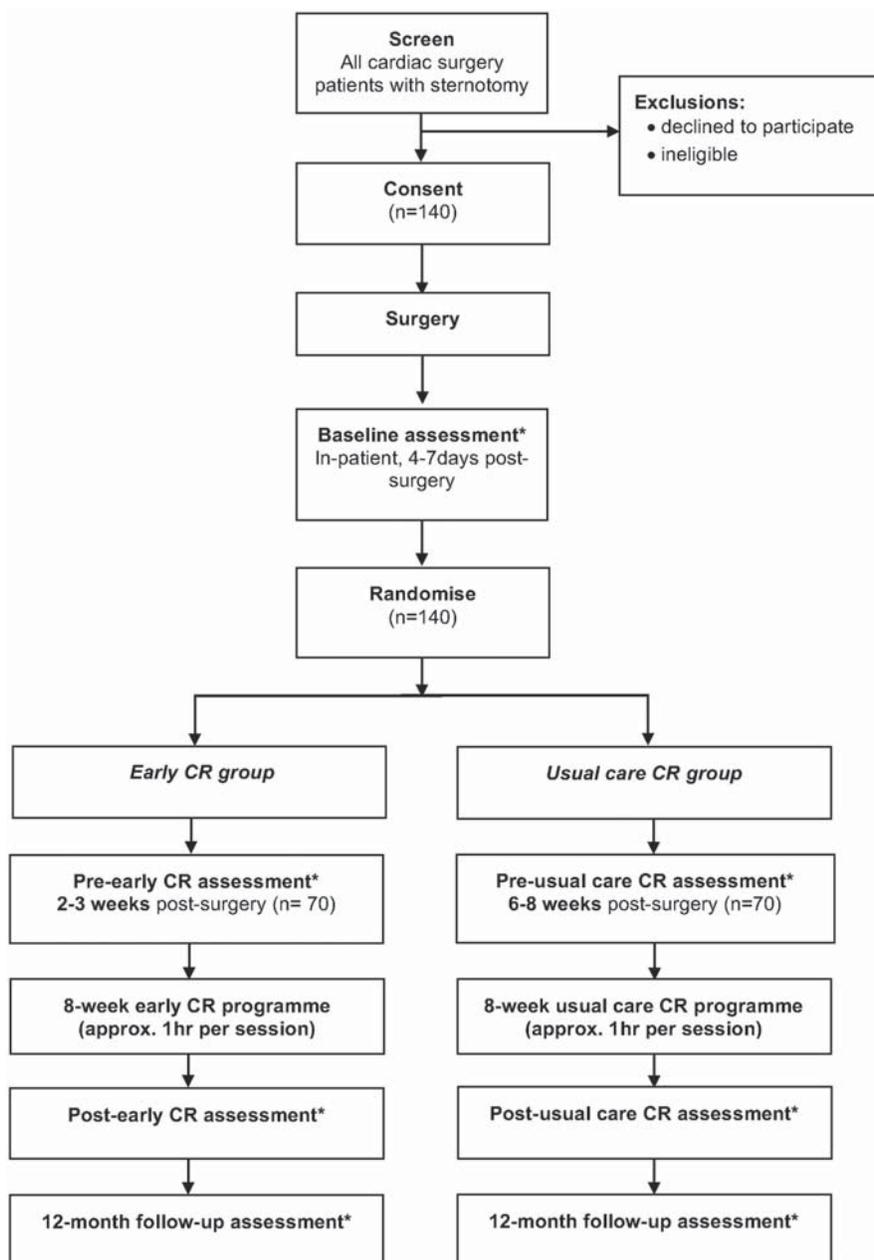 Screen
All cardiac surgery
patients with sternotomy
Exclusions:
• declined to participate
• ineligible
Consent
(n=140)
Surgery
Baseline assessment*
In-patient, 4-7days post-
surgery
Randomise
(n=140)
Early CR group
Usual care CR group
Pre-early CR assessment*
2-3 weeks post-surgery (n= 70)
Pre-usual care CR assessment*
6-8 weeks post-surgery (n=70)
8-week early CR programme
(approx. 1hr per session)
8-week usual care CR programme
(approx. 1hr per session)
Post-early CR assessment*
Post-usual care CR assessment*
12-month follow-up assessment*
12-month follow-up assessment*